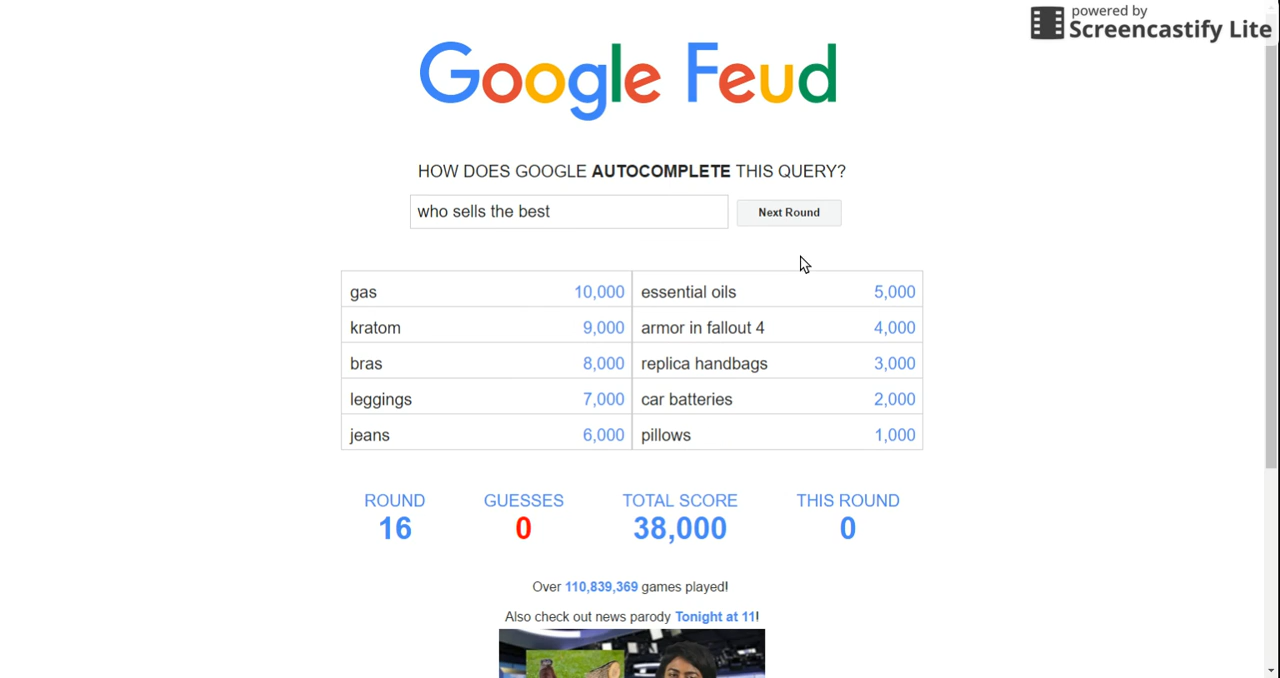 powered by
Screencastify Lite
Google Feud
HOW DOES GOOGLE AUTOCOMPLETE THIS QUERY?
who sells the best
Next Round
gas 10,000 essential oils 5,000
kratom 9,000 armor in fallout 4 4,000
bras 8,000 replica handbags 3,000
leggings 7,000 car batteries 2,000
jeans 6,000 pillows 1,000
ROUND GUESSES TOTAL SCORE THIS ROUND
16 0 38,000 0
Over 110,839,369 games played!
Also check out news parody Tonight at 11!